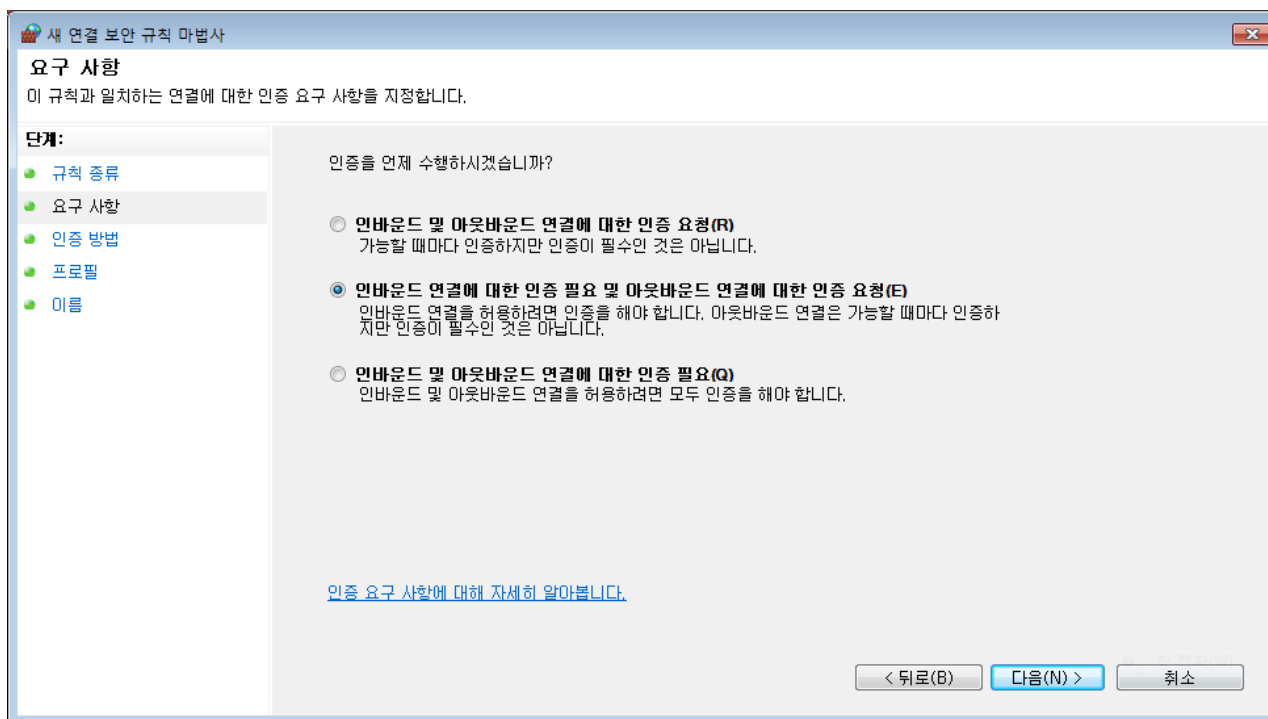 새 연결 보안 규칙 마법사
요구 사항
이 규칙과 일치하는 연결에 대한 인증 요구 사항을 지정합니다.
단계:
규칙 종류
요구 사항
인증 방법
프로필
이름
인증을 언제 수행하시겠습니까?
인바운드 및 아웃바운드 연결에 대한 인증 요청(R)
가능할 때마다 인증하지만 인증이 필수인 것은 아닙니다.
인바운드 연결에 대한 인증 필요 및 아웃바운드 연결에 대한 인증 요청(E)
인바운드 연결을 허용하려면 인증을 해야 합니다. 아웃바운드 연결은 가능할 때마다 인증하
지만 인증이 필수인 것은 아닙니다.
인바운드 및 아웃바운드 연결에 대한 인증 필요(Q)
인바운드 및 아웃바운드 연결을 허용하려면 모두 인증을 해야 합니다.
인증 요구 사항에 대해 자세히 알아봅니다.
< 뒤로(B) 다음(N) > 취소